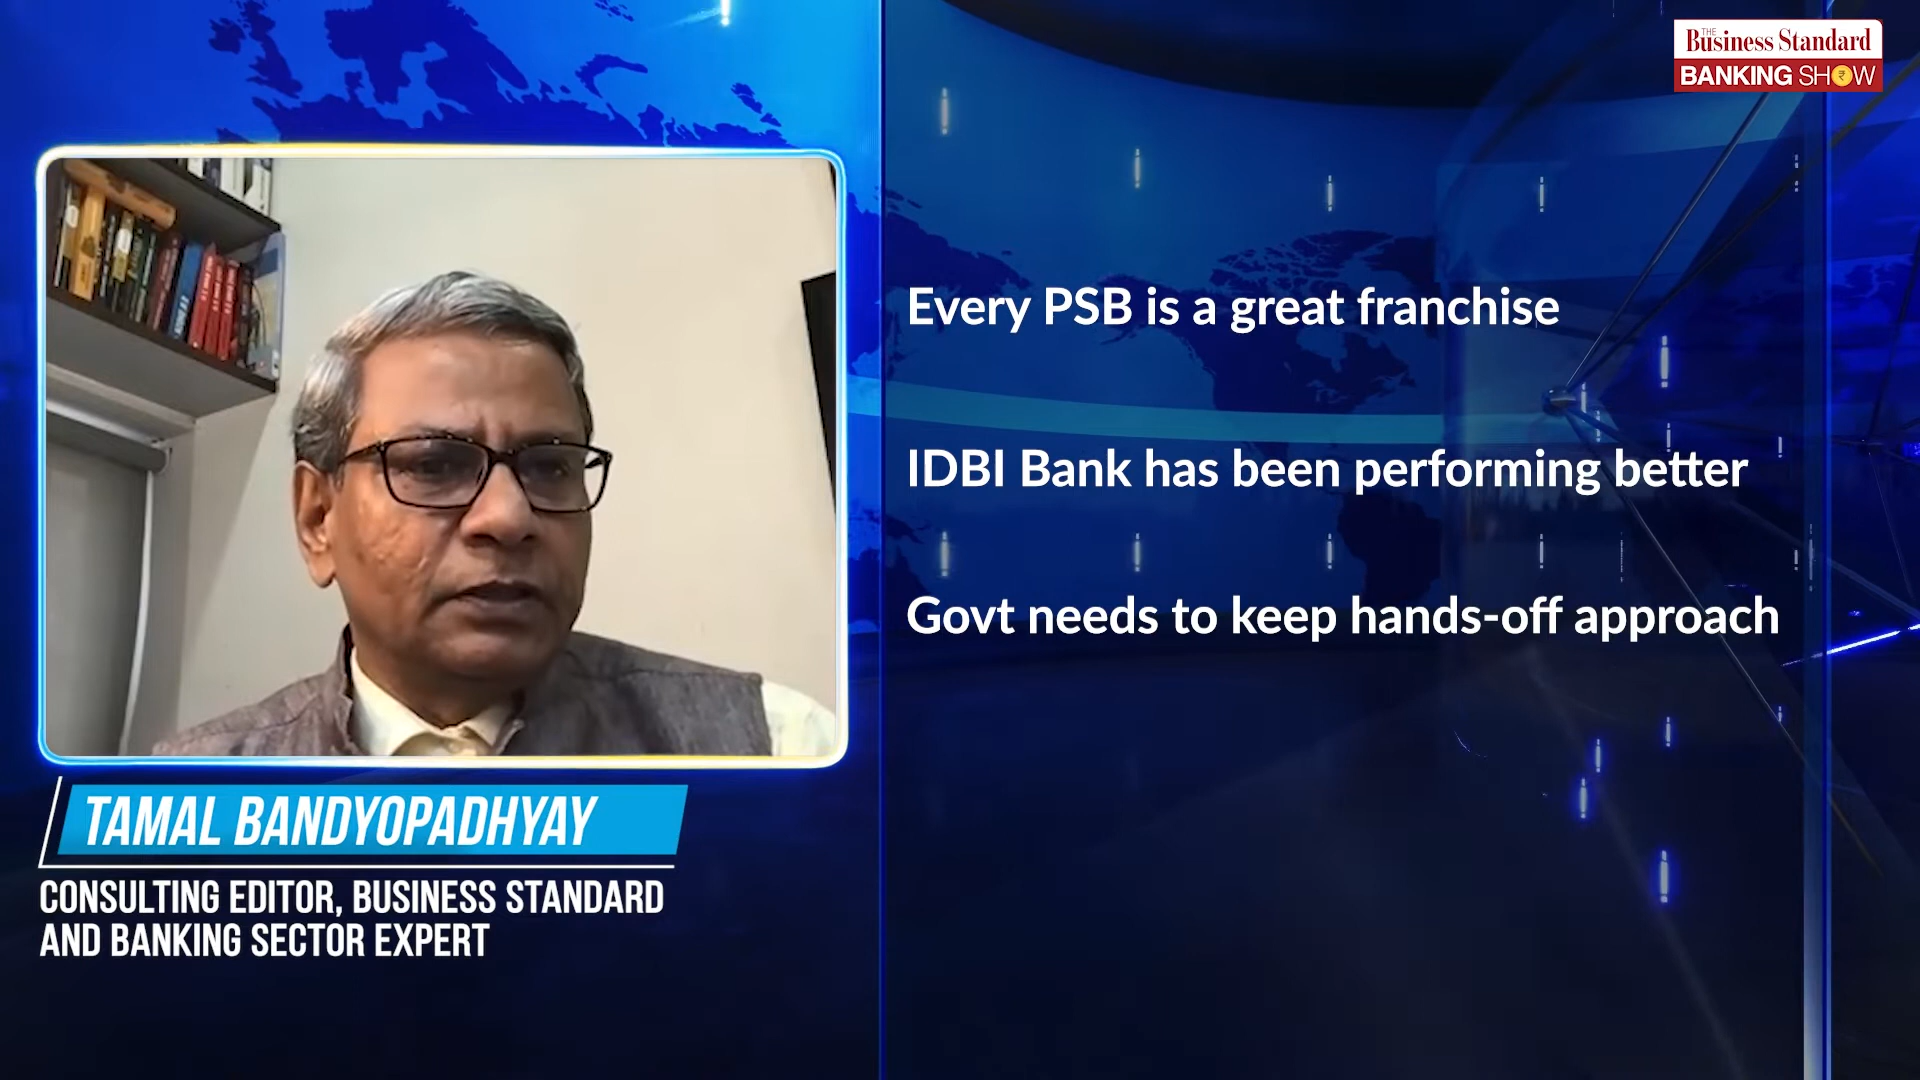 THE
Business Standard
BANKING SHOW
Every PSB is a great franchise
IDBI Bank has been performing better
Govt needs to keep hands-off approach
TAMAL BANDYOPADHYAY
CONSULTING EDITOR, BUSINESS STANDARD
AND BANKING SECTOR EXPERT